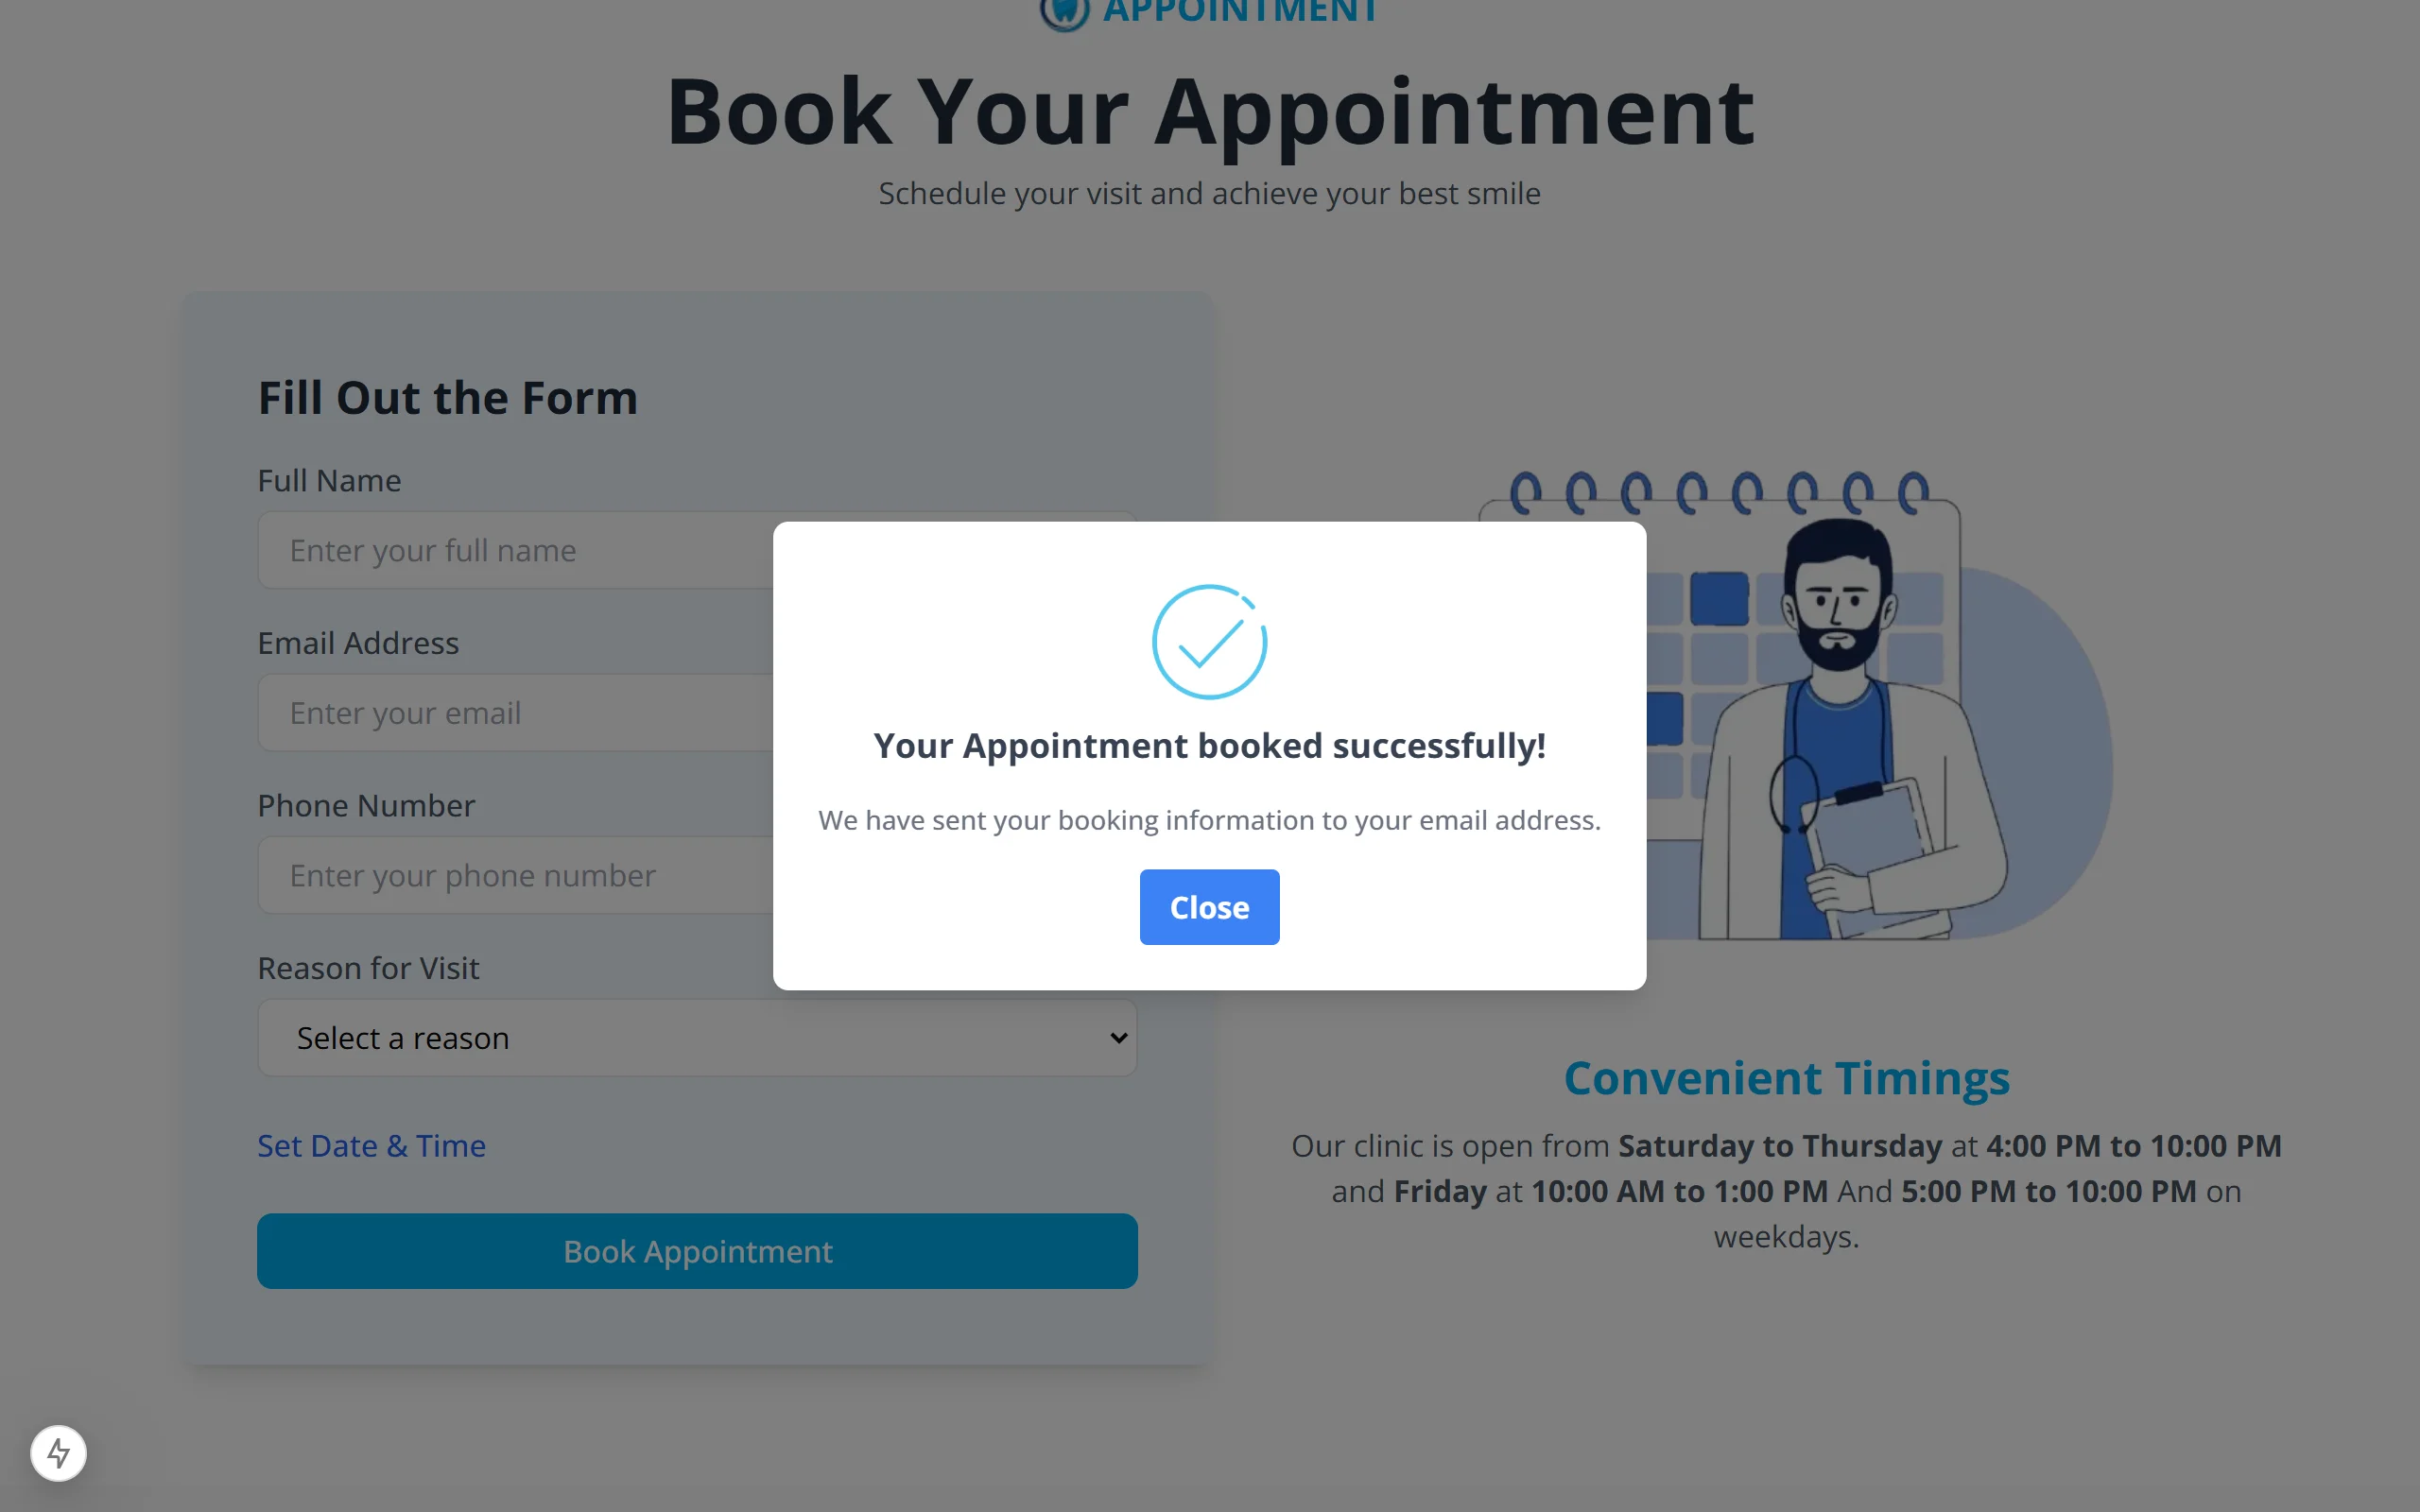 APPOINTMENT
Book Your Appointment
Schedule your visit and achieve your best smile
Fill Out the Form
Full Name
Enter your full name
Email Address
Enter your email
Phone Number
Enter your phone number
Reason for Visit
Select a reason
Set Date & Time
Book Appointment
Your Appointment booked successfully!
We have sent your booking information to your email address.
Close
Convenient Timings
Our clinic is open from Saturday to Thursday at 4:00 PM to 10:00 PM
and Friday at 10:00 AM to 1:00 PM And 5:00 PM to 10:00 PM on
weekdays.